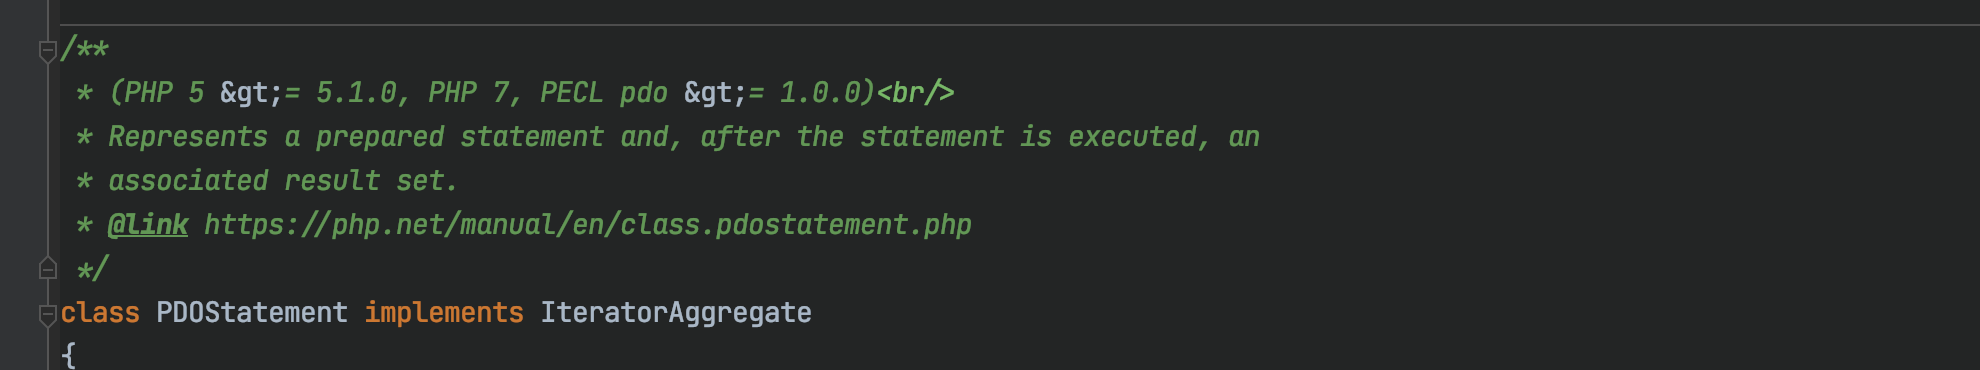 /**
 * (PHP 5 &gt;= 5.1.0, PHP 7, PECL pdo &gt;= 1.0.0)<br/>
 * Represents a prepared statement and, after the statement is executed, an
 * associated result set.
 * @link https://php.net/manual/en/class.pdostatement.php
 */
class PDOStatement implements IteratorAggregate
{